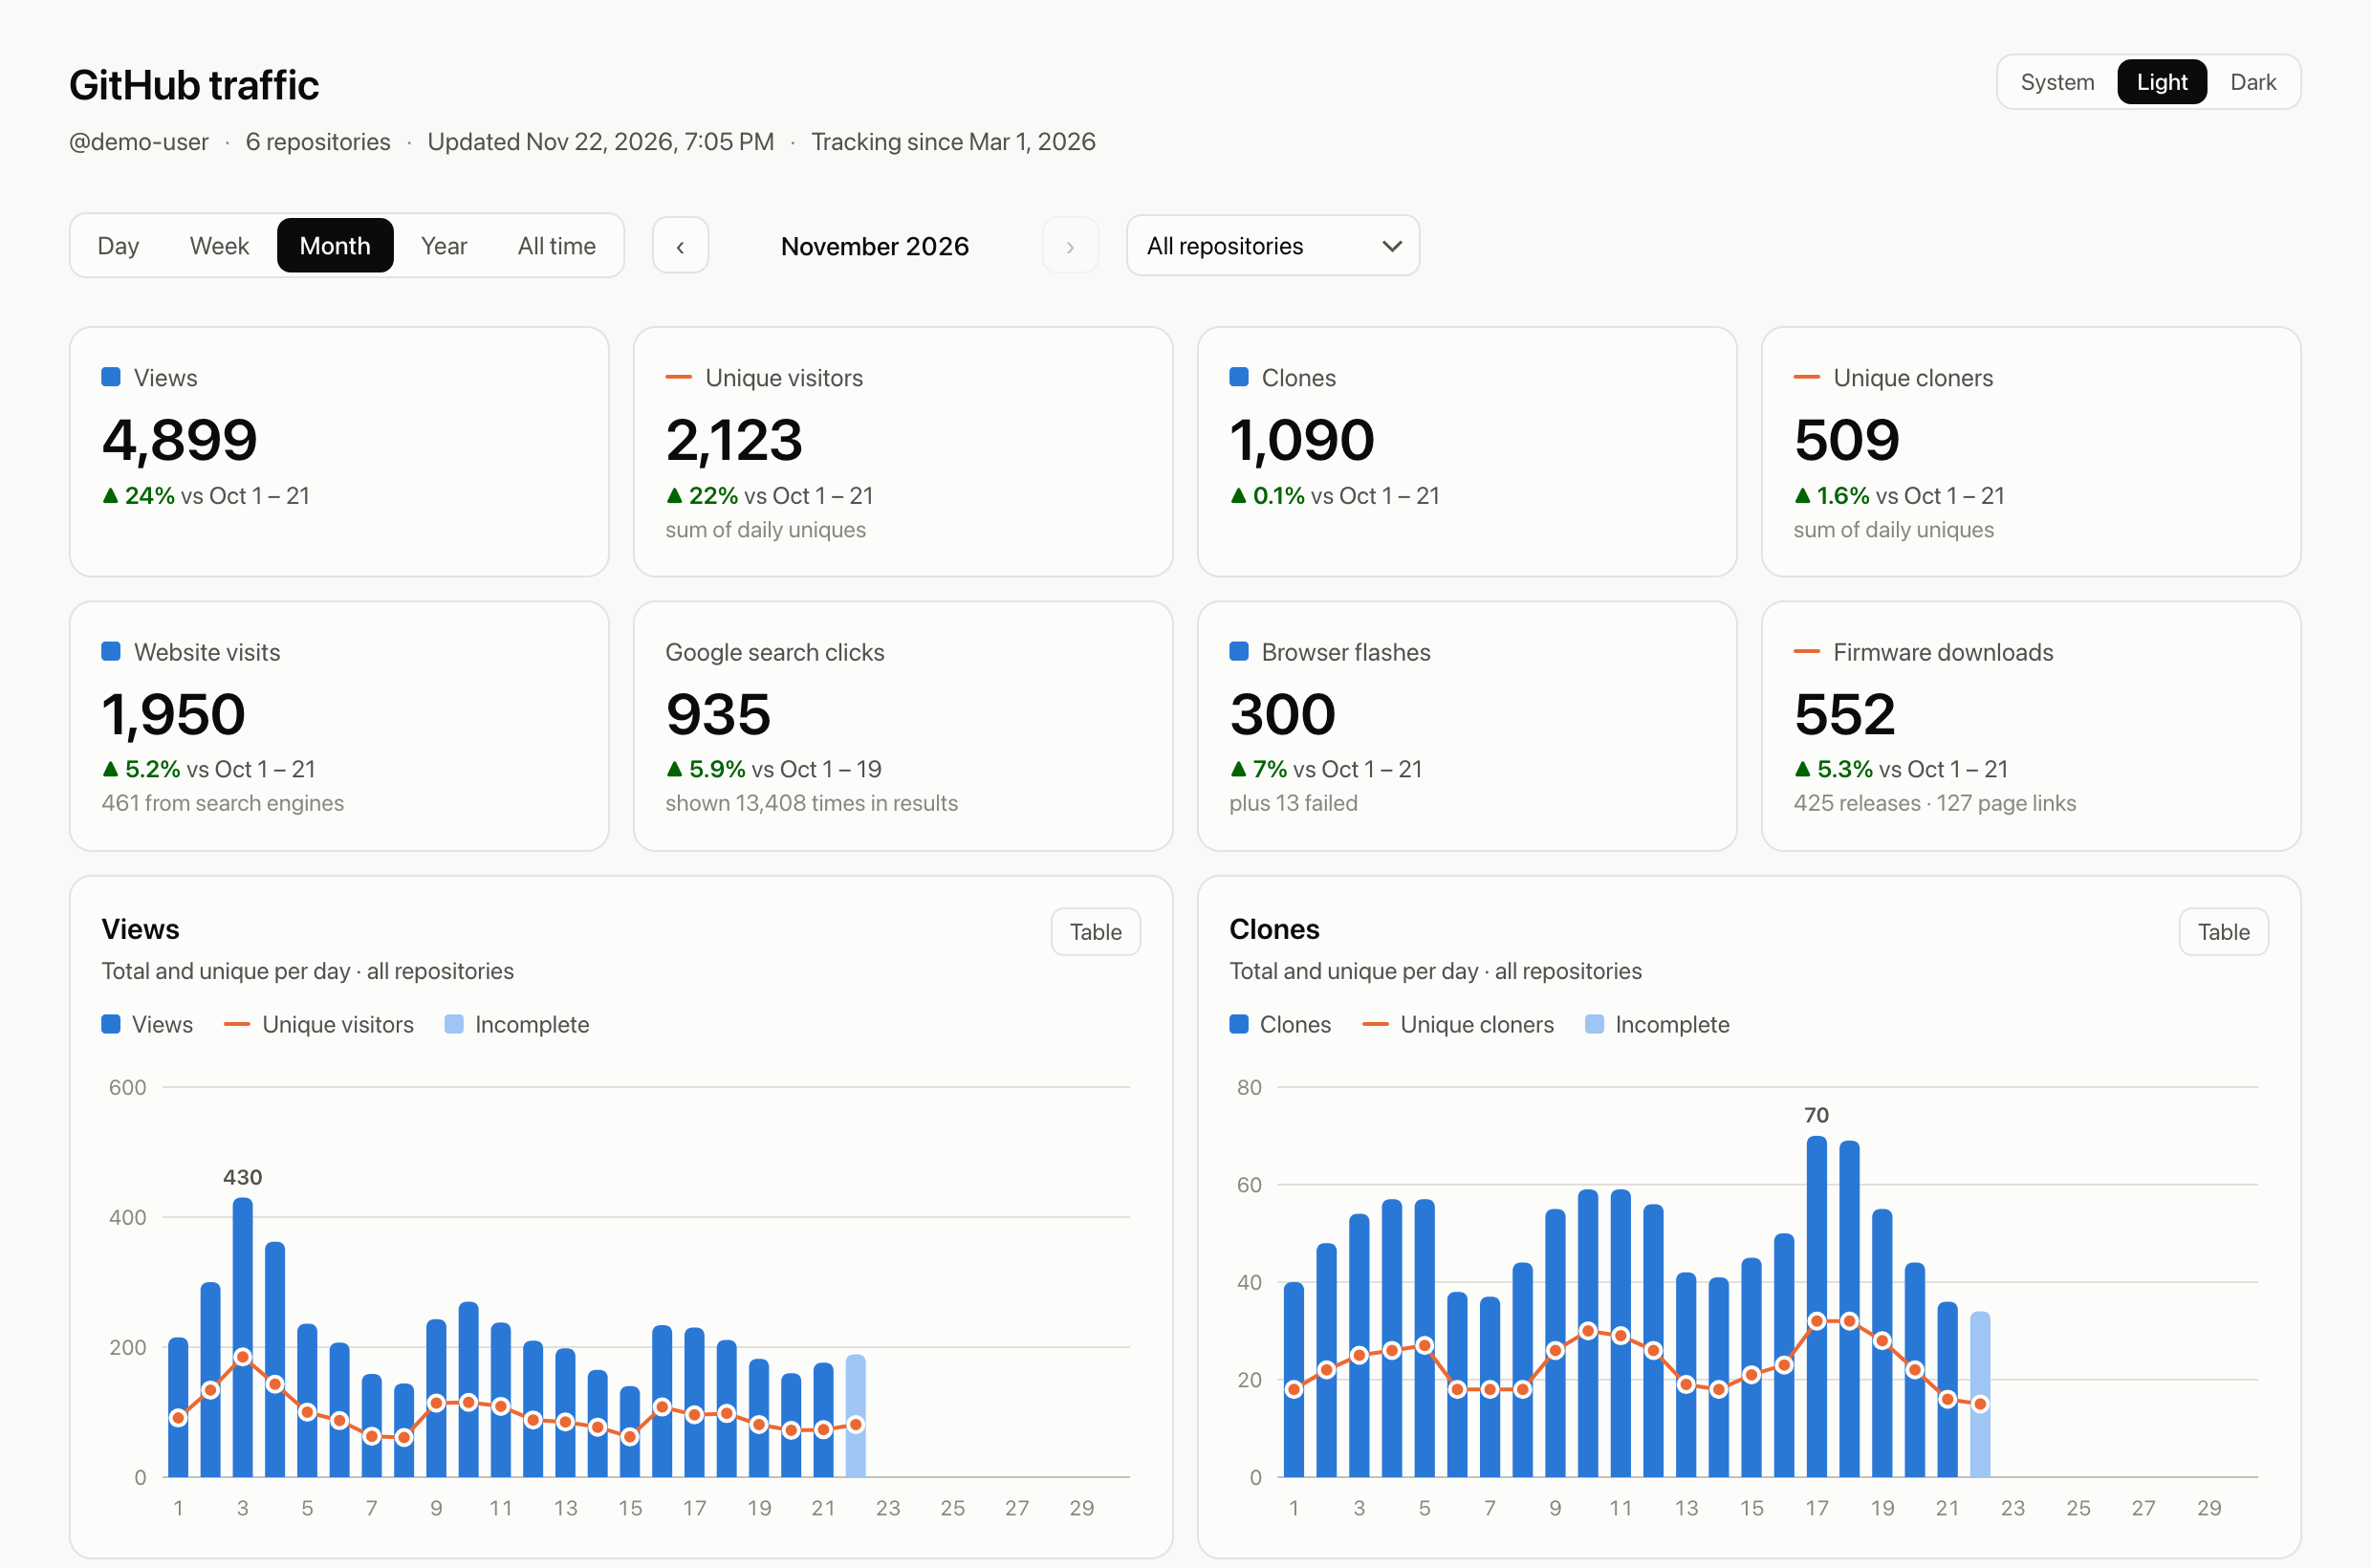 GitHub traffic
System Light Dark
@demo-user · 6 repositories · Updated Nov 22, 2026, 7:05 PM · Tracking since Mar 1, 2026
Day Week Month Year All time ‹ November 2026 › All repositories
Views
4,899
▲ 24% vs Oct 1 – 21
Unique visitors
2,123
▲ 22% vs Oct 1 – 21
sum of daily uniques
Clones
1,090
▲ 0.1% vs Oct 1 – 21
Unique cloners
509
▲ 1.6% vs Oct 1 – 21
sum of daily uniques
Website visits
1,950
▲ 5.2% vs Oct 1 – 21
461 from search engines
Google search clicks
935
▲ 5.9% vs Oct 1 – 19
shown 13,408 times in results
Browser flashes
300
▲ 7% vs Oct 1 – 21
plus 13 failed
Firmware downloads
552
▲ 5.3% vs Oct 1 – 21
425 releases · 127 page links
Views
Table
Total and unique per day · all repositories
Views Unique visitors Incomplete
600
430
400
200
0
1 3 5 7 9 11 13 15 17 19 21 23 25 27 29
Clones
Table
Total and unique per day · all repositories
Clones Unique cloners Incomplete
80
70
60
40
20
0
1 3 5 7 9 11 13 15 17 19 21 23 25 27 29